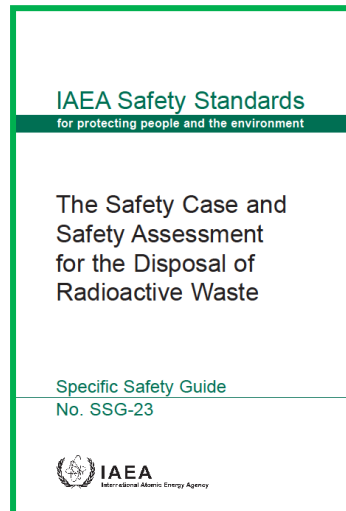 IAEA Safety Standards
for protecting people and the environment
The Safety Case and
Safety Assessment
for the Disposal of
Radioactive Waste
Specific Safety Guide
No. SSG-23
IAEA
International Atomic Energy Agency